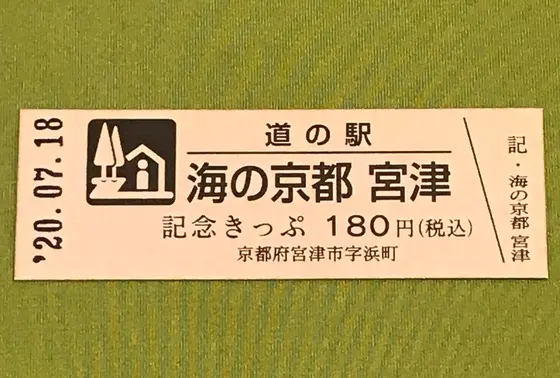 '20.07.18
道の駅
海の京都 宮津
記念きっぷ 180円(税込)
京都府宮津市字浜町
記・海の京都 宮津